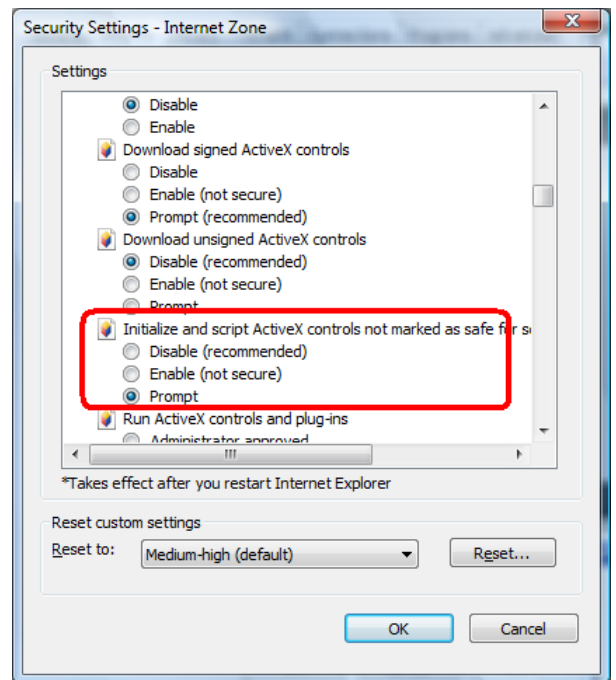 Security Settings - Internet Zone
Settings
Disable
Enable
Download signed ActiveX controls
Disable
Enable (not secure)
Prompt (recommended)
Download unsigned ActiveX controls
Disable (recommended)
Enable (not secure)
Prompt
Initialize and script ActiveX controls not marked as safe for s
Disable (recommended)
Enable (not secure)
Prompt
Run ActiveX controls and plug-ins
Administrator approved
*Takes effect after you restart Internet Explorer
Reset custom settings
Reset to: Medium-high (default) Reset...
OK Cancel